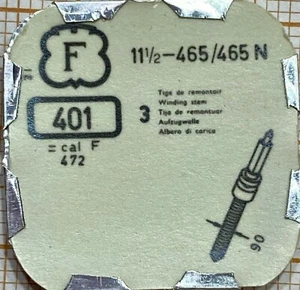 F
11½-465/465 N
401
3
Tige de remontoir
Winding stem
Tija de remontuar
Aufzugwelle
Albero di carica
= cal F
472
90